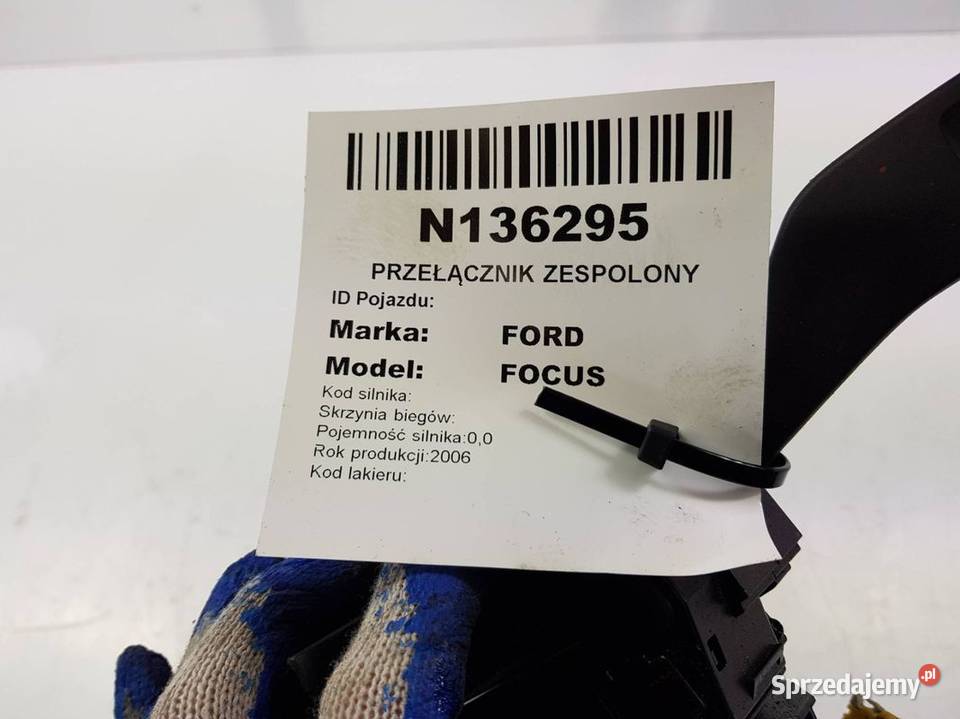 N136295
PRZEŁĄCZNIK ZESPOLONY
ID Pojazdu:
Marka: FORD
Model: FOCUS
Kod silnika:
Skrzynia biegów:
Pojemność silnika:0,0
Rok produkcji:2006
Kod lakieru:
Sprzedajemy.pl